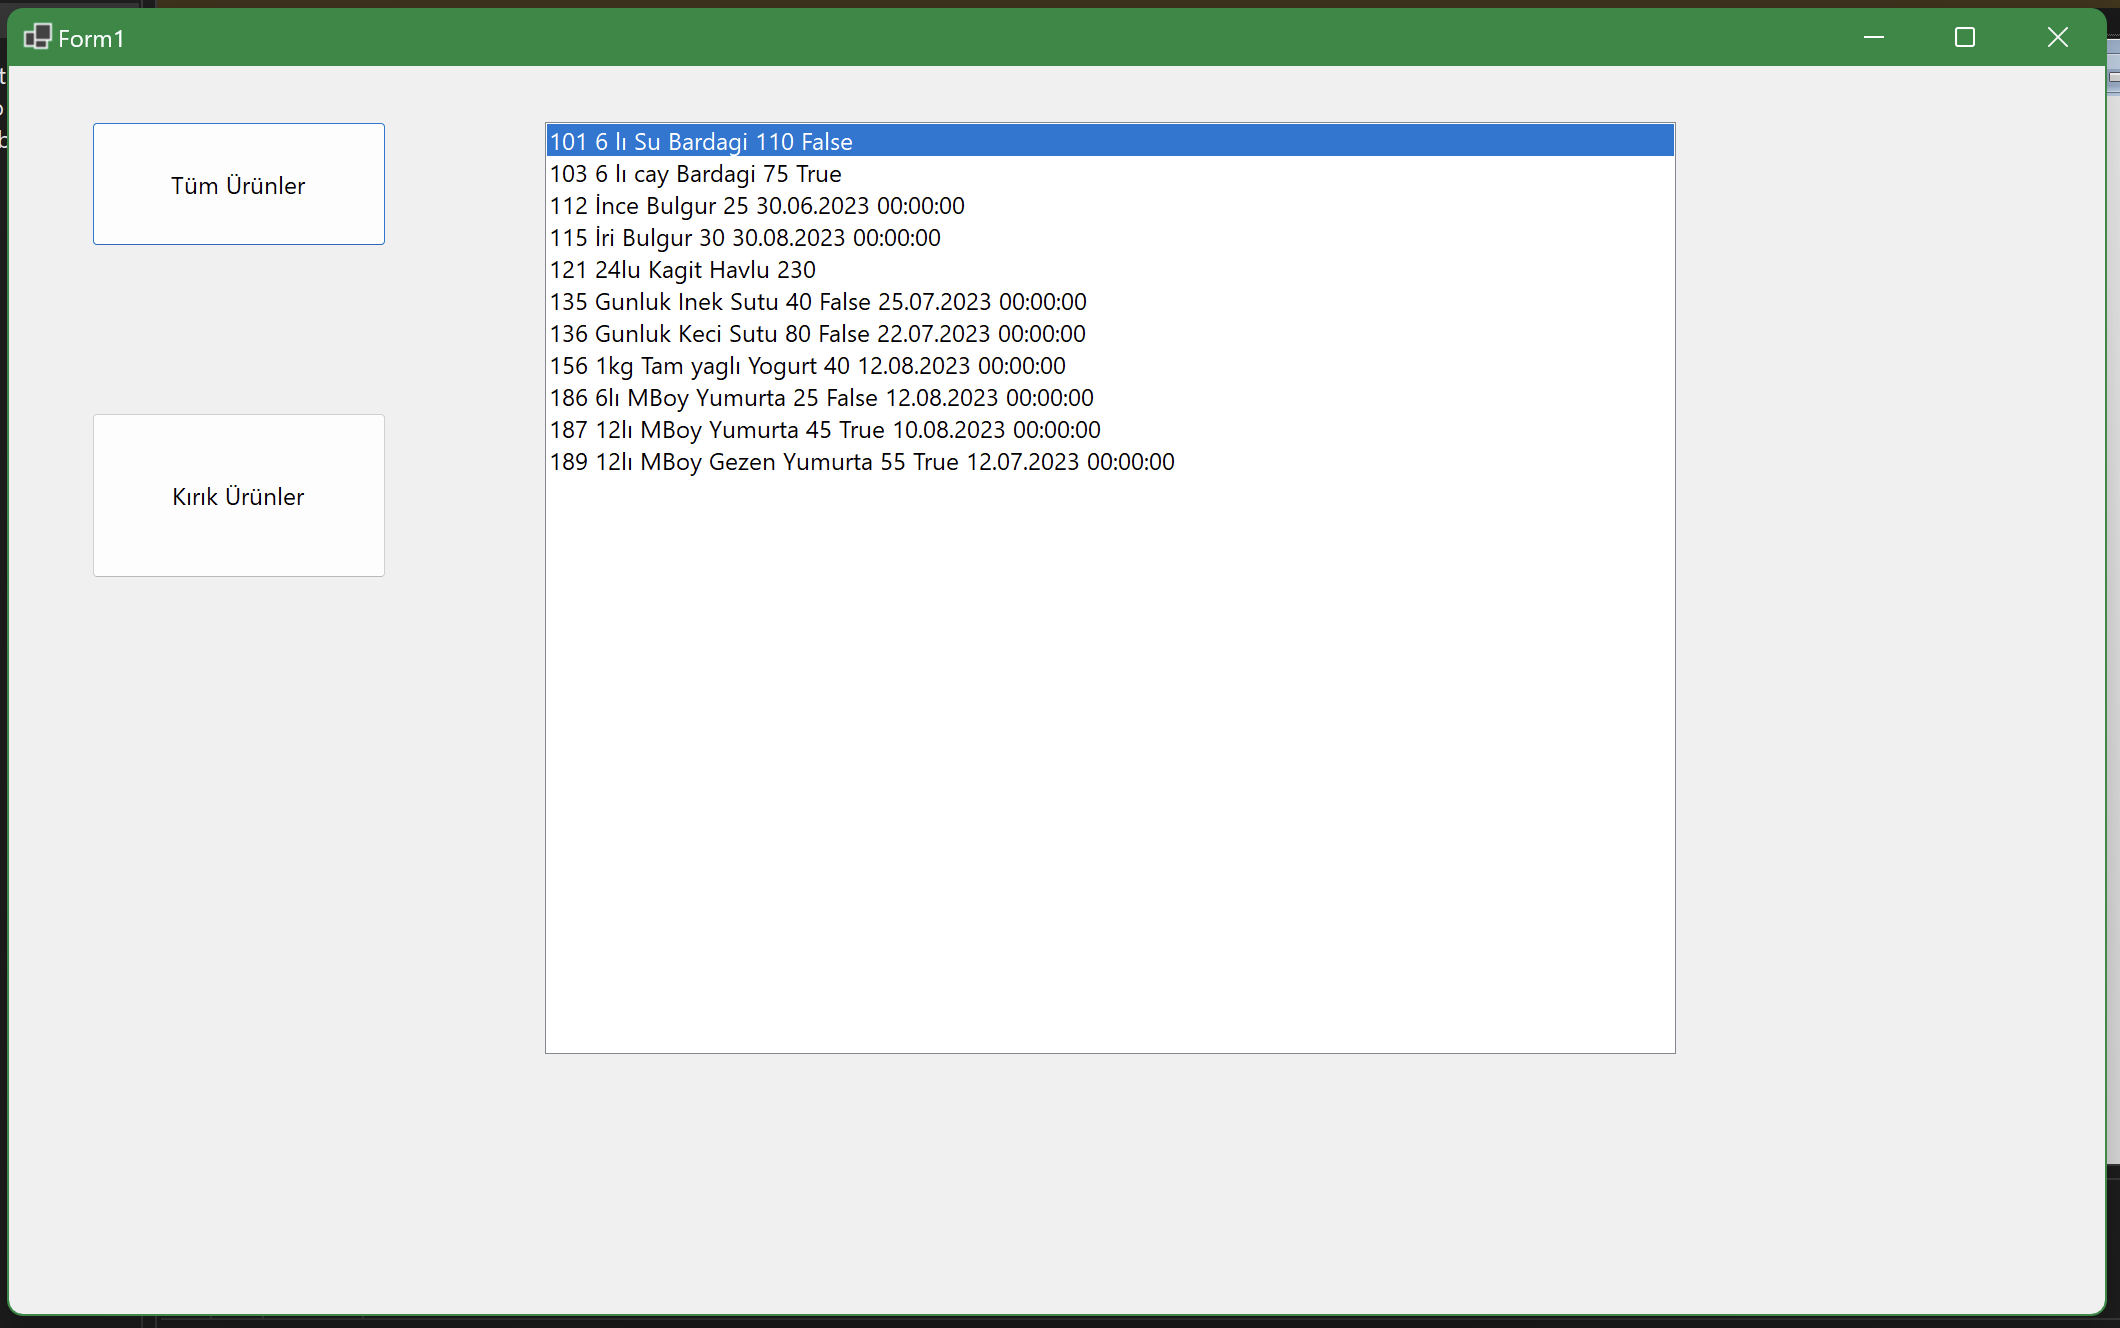 Form1
Tüm Ürünler
Kırık Ürünler
101 6 lı Su Bardagi 110 False
103 6 lı cay Bardagi 75 True
112 İnce Bulgur 25 30.06.2023 00:00:00
115 İri Bulgur 30 30.08.2023 00:00:00
121 24lu Kagit Havlu 230
135 Gunluk Inek Sutu 40 False 25.07.2023 00:00:00
136 Gunluk Keci Sutu 80 False 22.07.2023 00:00:00
156 1kg Tam yaglı Yogurt 40 12.08.2023 00:00:00
186 6lı MBoy Yumurta 25 False 12.08.2023 00:00:00
187 12lı MBoy Yumurta 45 True 10.08.2023 00:00:00
189 12lı MBoy Gezen Yumurta 55 True 12.07.2023 00:00:00